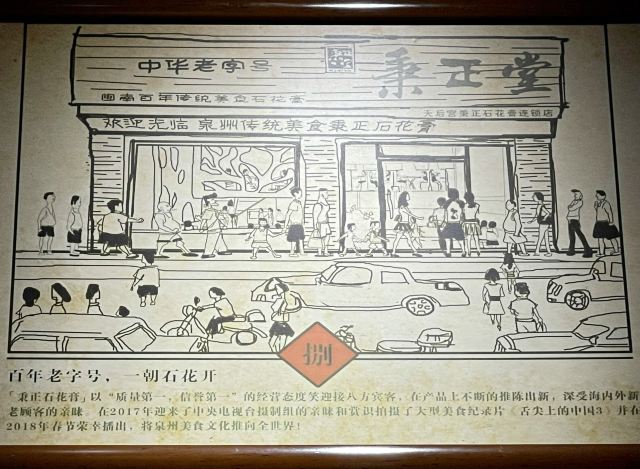 中华老字号
秉正堂
闽南百年传统美食石花膏
天后宫秉正石花膏连锁店
欢迎光临 泉州传统美食秉正石花膏
捌
百年老字号，一朝石花开
「秉正石花膏」以“质量第一，信誉第一”的经营态度笑迎接八方宾客，在产品上不断的推陈出新，深受海内外新
老顾客的亲睐。在2017年迎来了中央电视台摄制组的亲睐和赏识拍摄了大型美食纪录片《舌尖上的中国3》并在
2018年春节荣幸播出，将泉州美食文化推向全世界！